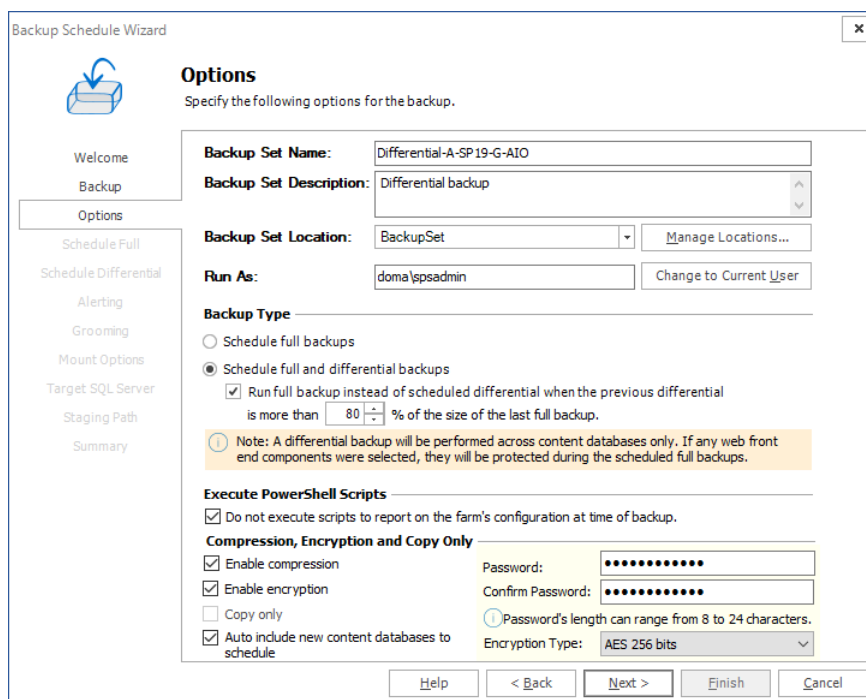 Backup Schedule Wizard
Options
Specify the following options for the backup.
Welcome
Backup
Options
Schedule Full
Schedule Differential
Alerting
Grooming
Mount Options
Target SQL Server
Staging Path
Summary
Backup Set Name: Differential-A-SP19-G-AIO
Backup Set Description: Differential backup
Backup Set Location: BackupSet Manage Locations...
Run As: doma\spsadmin Change to Current User
Backup Type
Schedule full backups
Schedule full and differential backups
Run full backup instead of scheduled differential when the previous differential
is more than 80 % of the size of the last full backup.
Note: A differential backup will be performed across content databases only. If any web front
end components were selected, they will be protected during the scheduled full backups.
Execute PowerShell Scripts
Do not execute scripts to report on the farm's configuration at time of backup.
Compression, Encryption and Copy Only
Enable compression
Enable encryption
Copy only
Auto include new content databases to
schedule
Password: ●●●●●●●●●●●●
Confirm Password: ●●●●●●●●●●●●
Password's length can range from 8 to 24 characters.
Encryption Type: AES 256 bits
Help < Back Next > Finish Cancel